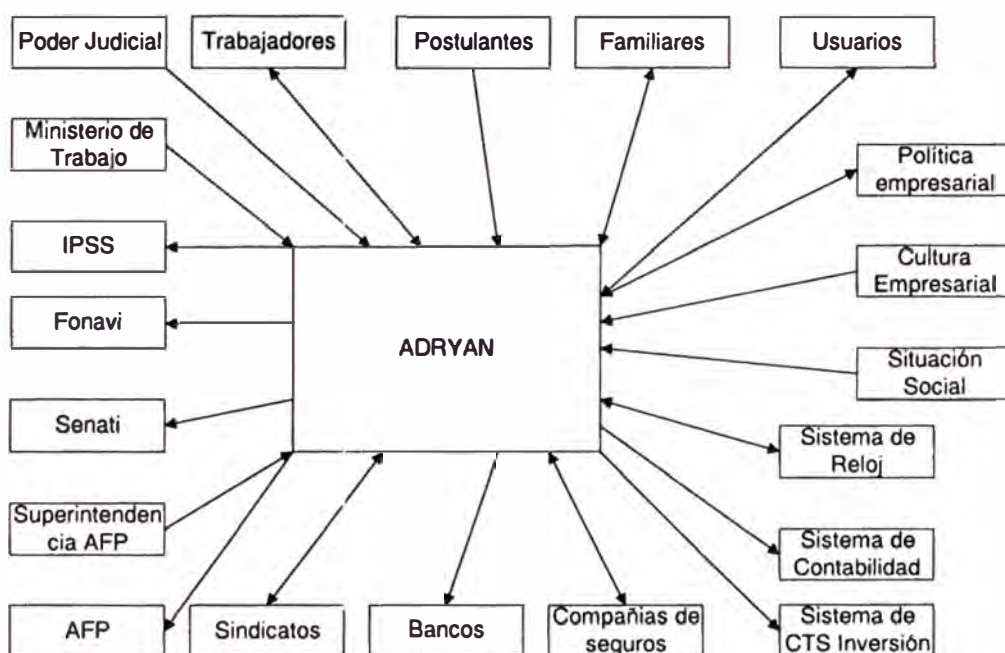 Poder Judicial
Trabajadores
Postulantes
Familiares
Usuarios
Ministerio de
Trabajo
Política
empresarial
IPSS
Cultura
Empresarial
Fonavi
ADRYAN
Situación
Social
Senati
Sistema de
Reloj
Superintenden
cia AFP
Sistema de
Contabilidad
AFP
Sindicatos
Bancos
Compañias de
seguros
Sistema de
CTS Inversión